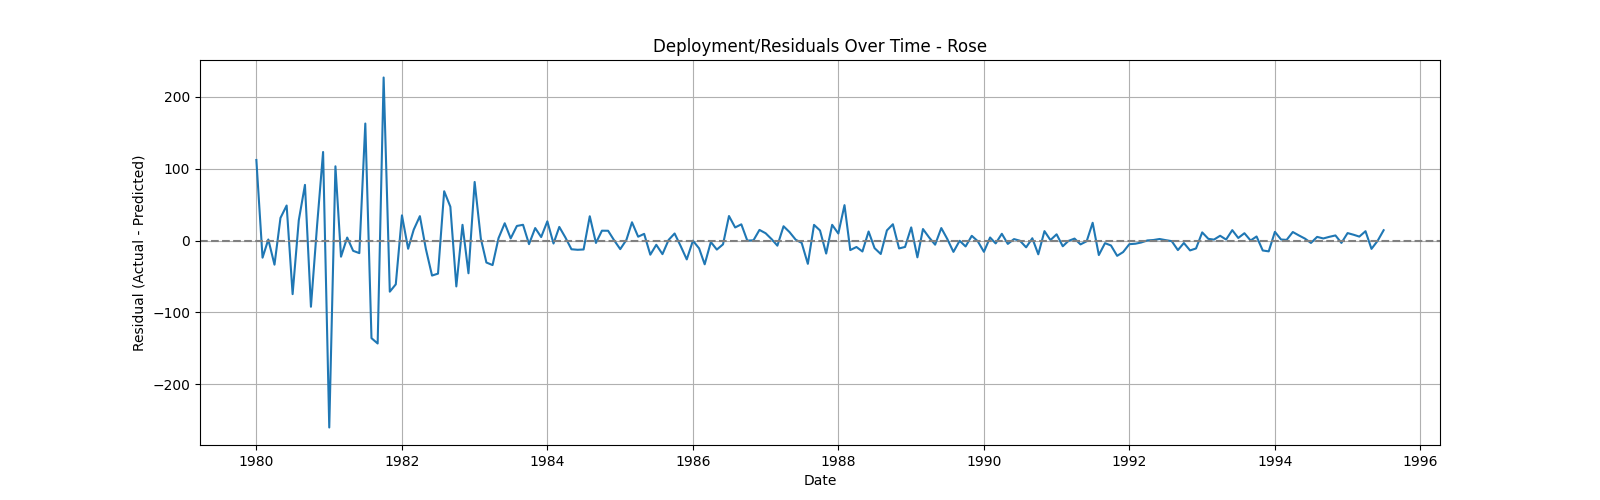 Deployment/Residuals Over Time - Rose
Residual (Actual - Predicted)
200
100
0
−100
−200
1980 1982 1984 1986 1988 1990 1992 1994 1996
Date